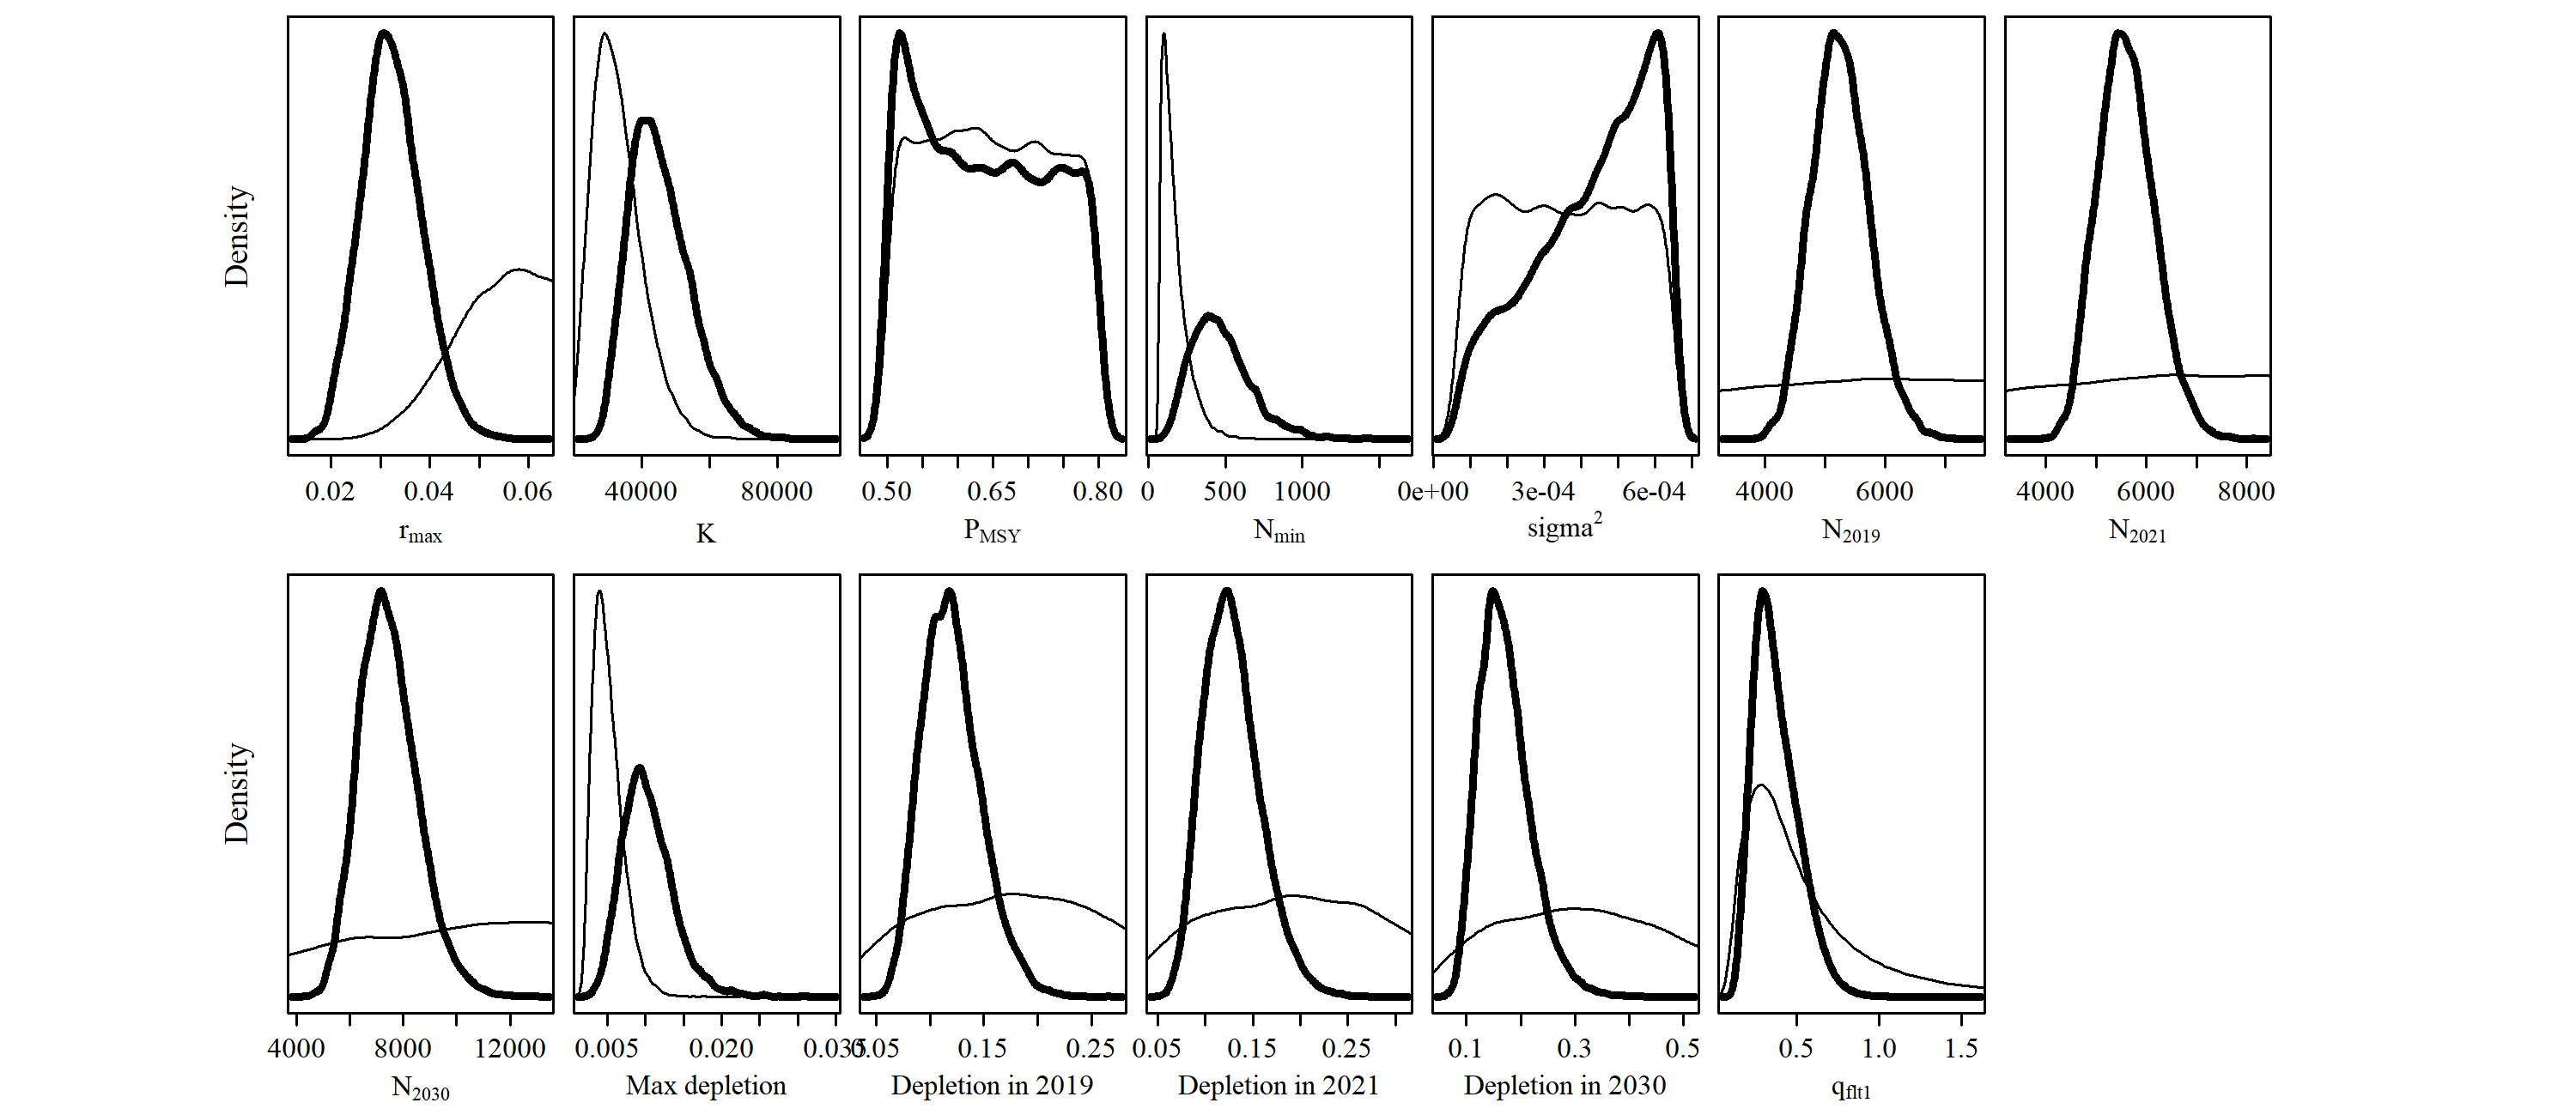 Density
0.02 0.04 0.06 40000 80000 0.50 0.65 0.80 0 500 1000 0e+00 3e-04 6e-04 4000 6000 4000 6000 8000
r_max K P_MSY N_min sigma² N_2019 N_2021
Density
4000 8000 12000 0.005 0.020 0.035 0.05 0.15 0.25 0.05 0.15 0.25 0.1 0.3 0.5 0.5 1.0 1.5
N_2030 Max depletion Depletion in 2019 Depletion in 2021 Depletion in 2030 q_flt1